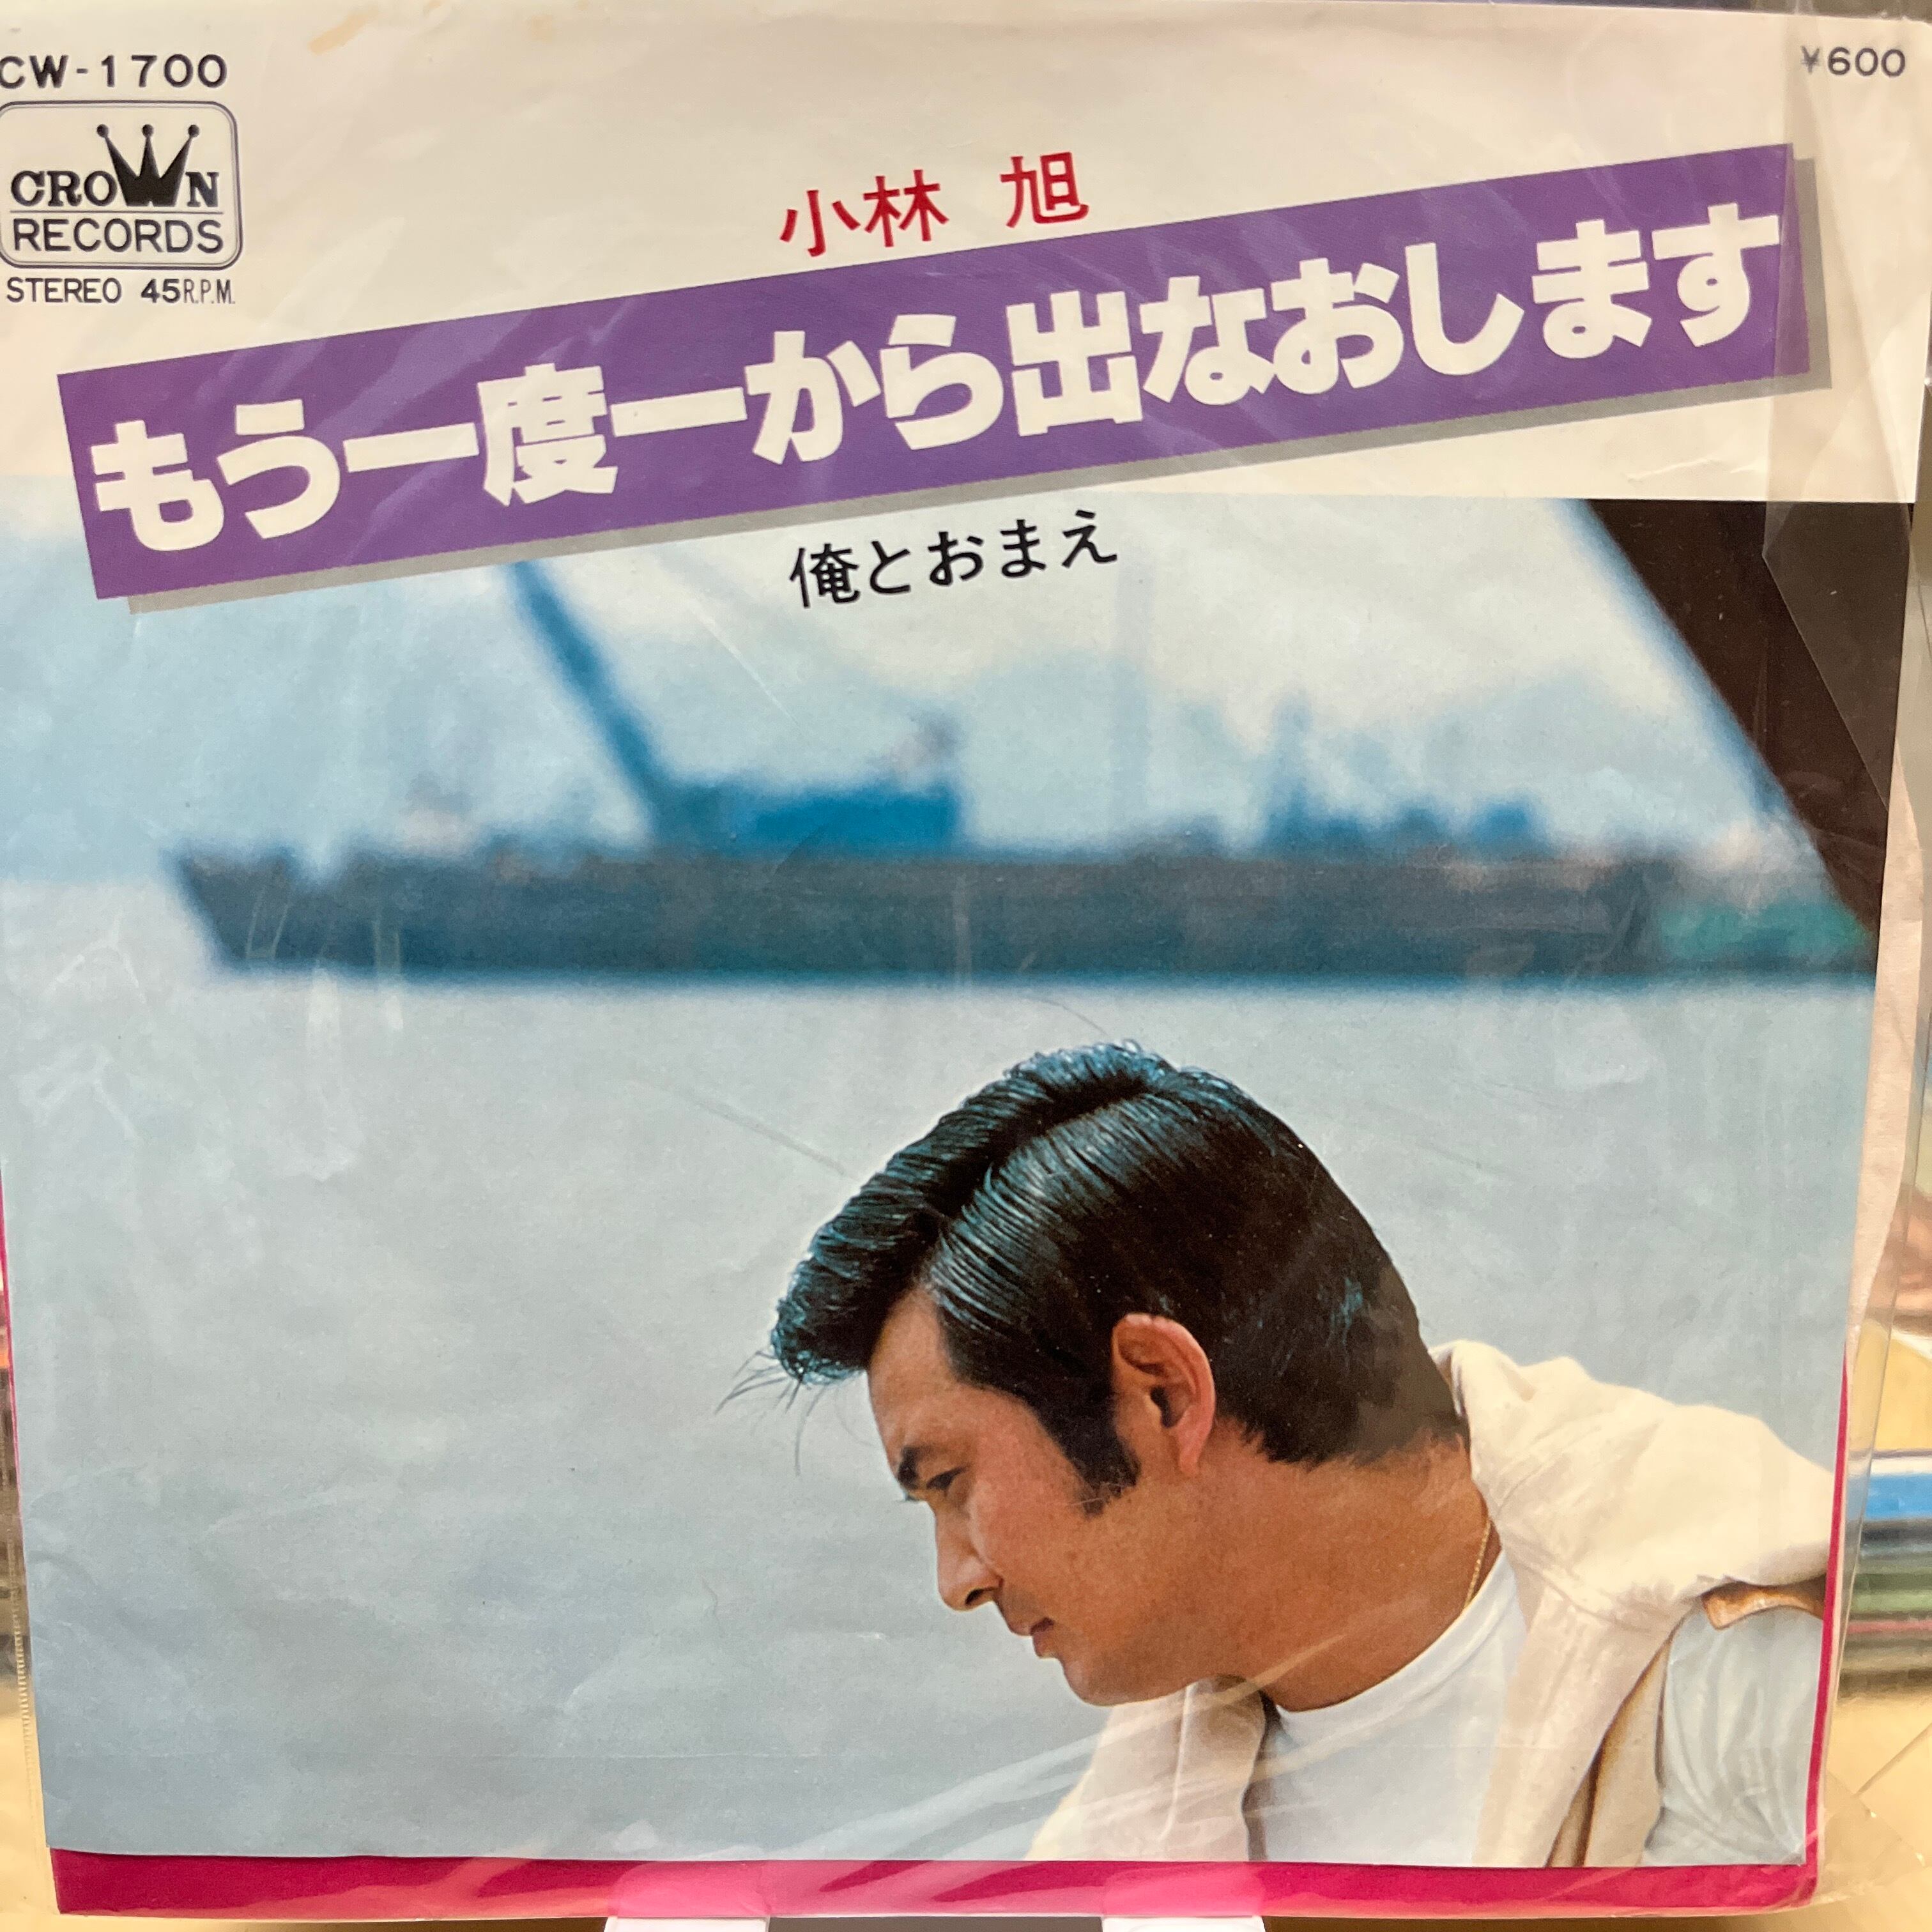 CW-1700
¥600
CROWN
RECORDS
STEREO 45R.P.M.
小林 旭
もう一度一から出なおします
俺とおまえ